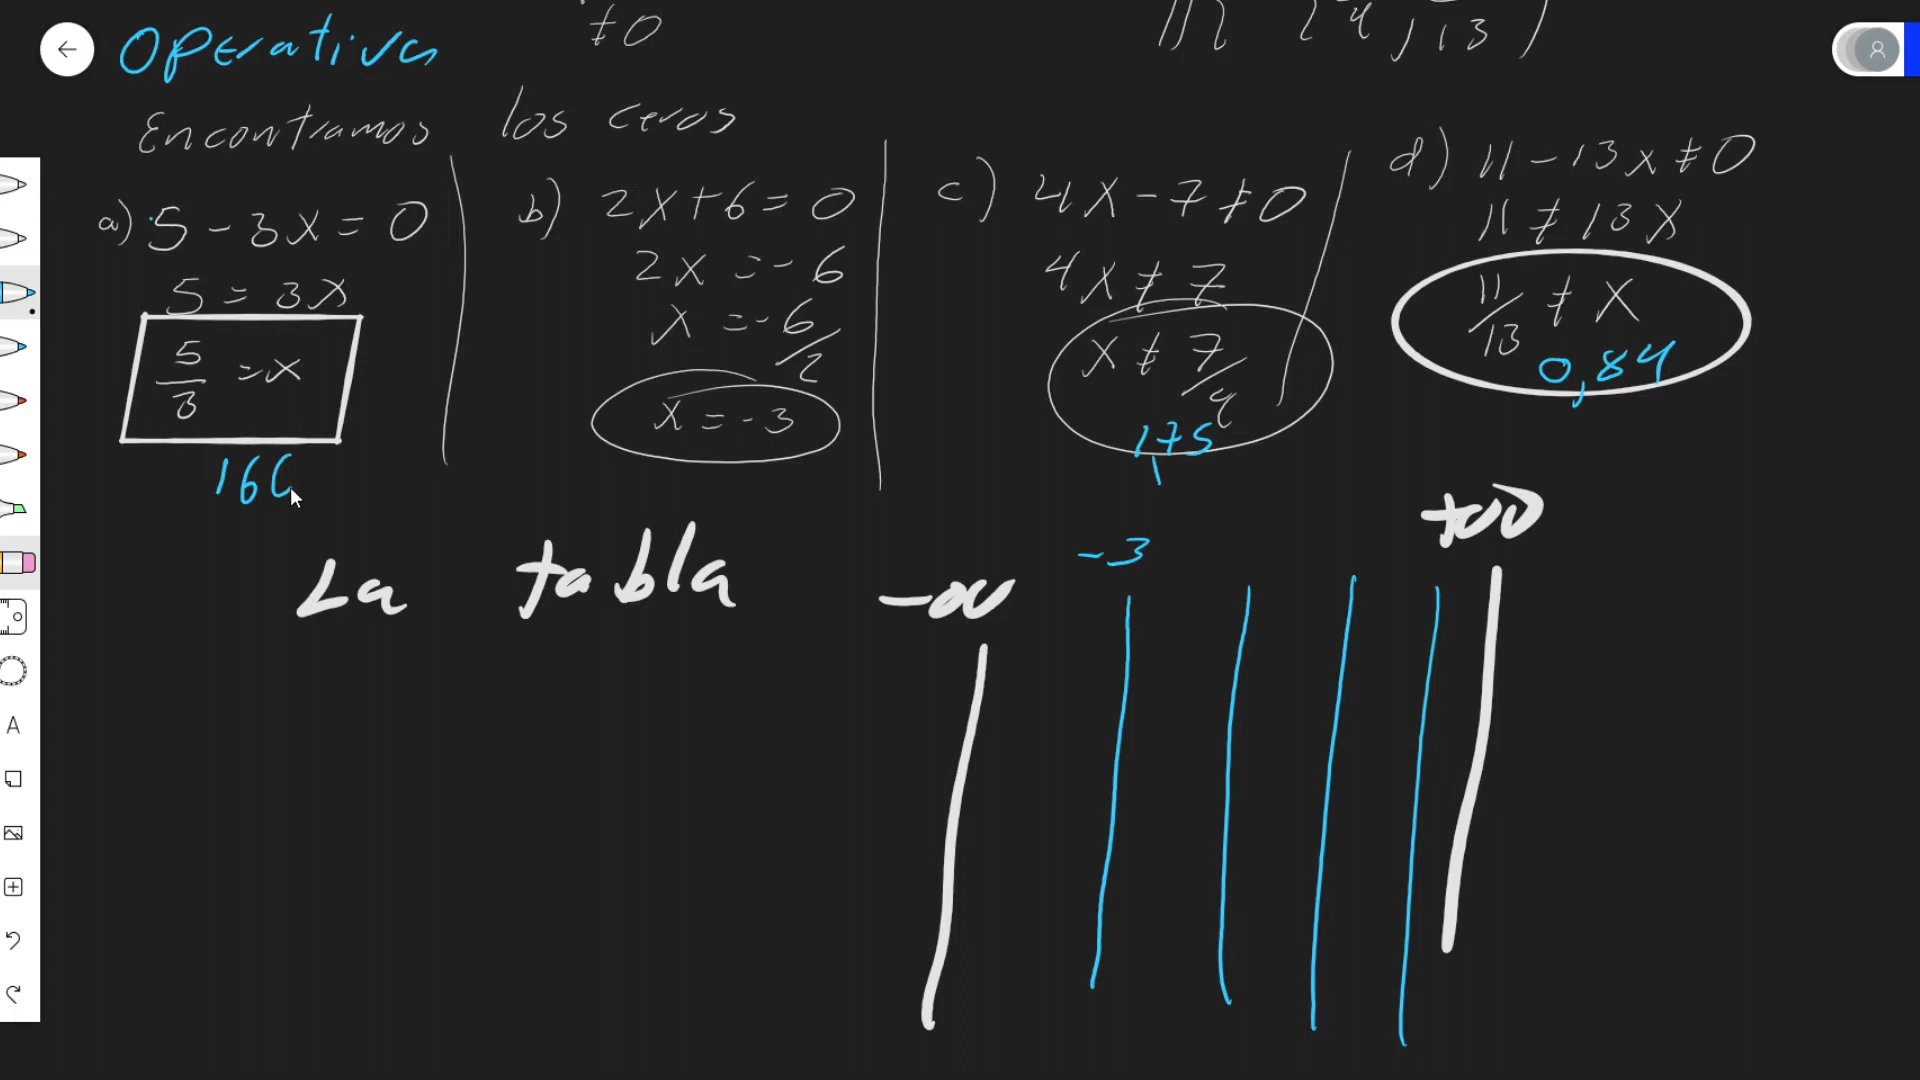 Operativa
≠0
Encontramos los ceros
a) 5 - 3x = 0
5 = 3x
5/3 = x
166
b) 2x + 6 = 0
2x = -6
x = -6/2
x = -3
c) 4x - 7 ≠ 0
4x ≠ 7
x ≠ 7/4
1,75
d) 11 - 13x ≠ 0
11 ≠ 13x
11/13 ≠ x
0,84
La tabla
-∞ -3 +∞
A